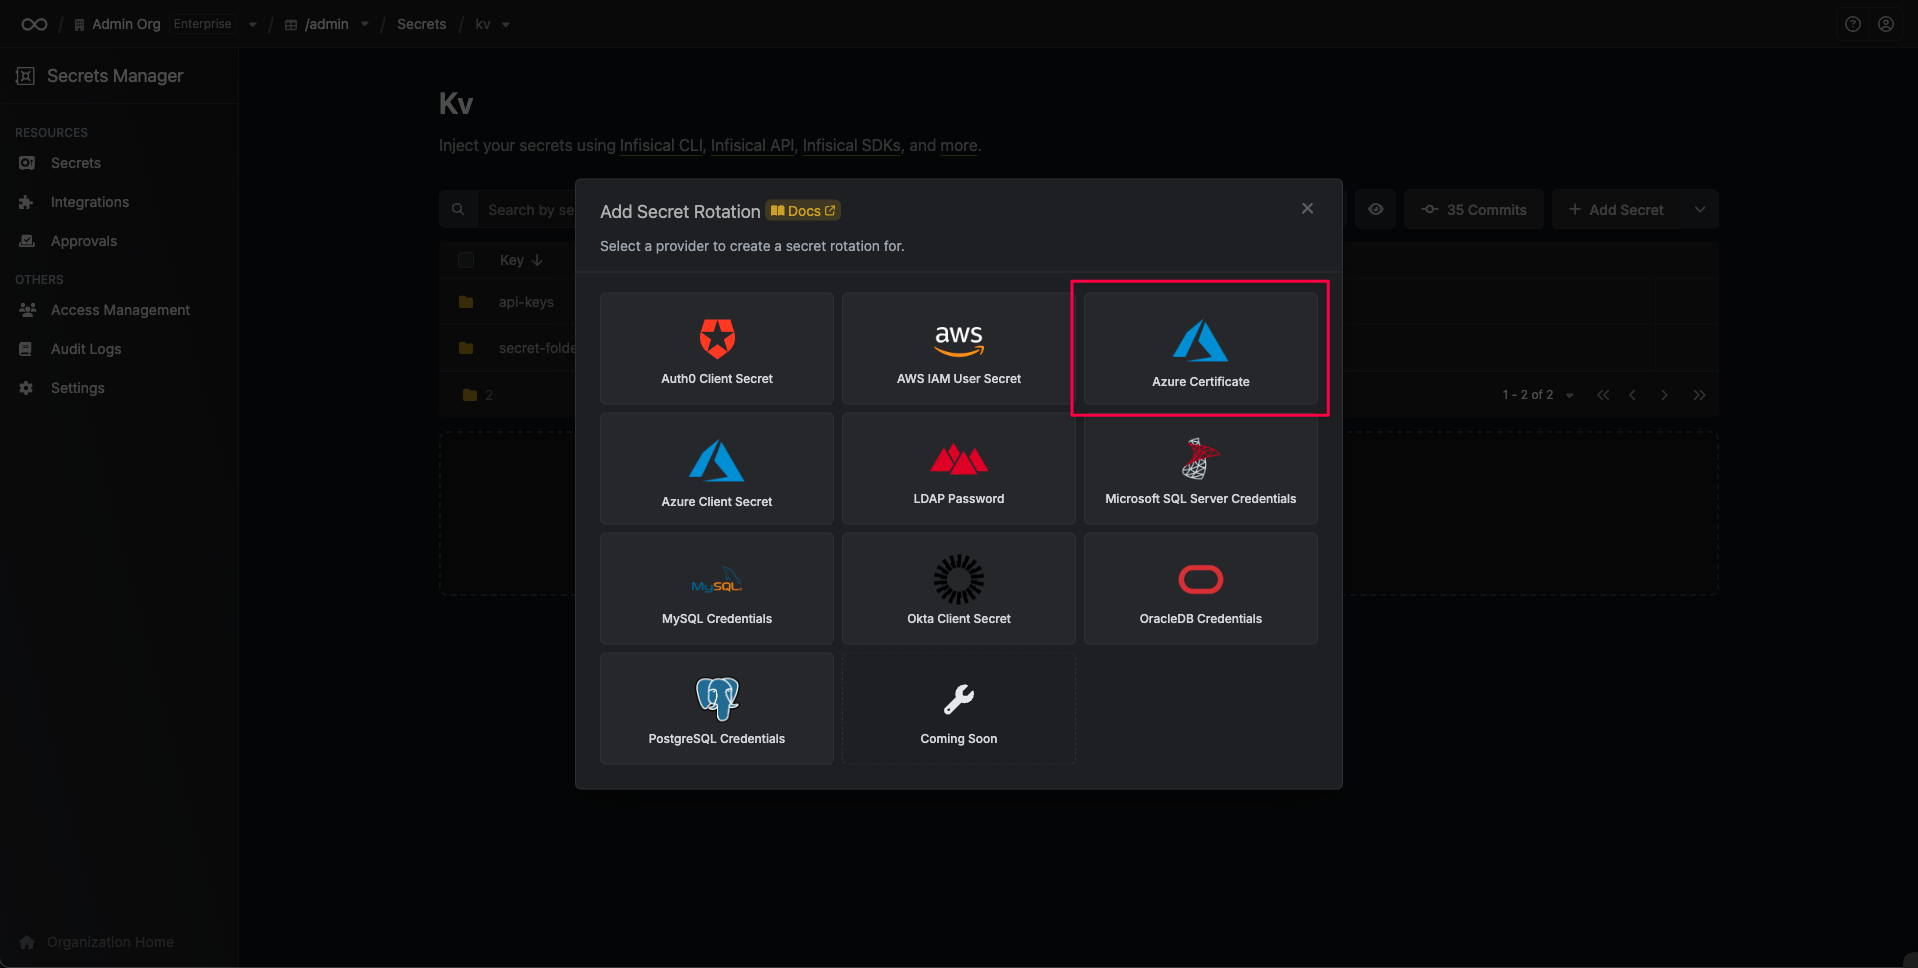 Admin Org Enterprise /admin Secrets kv
Secrets Manager
RESOURCES
Secrets
Integrations
Approvals
OTHERS
Access Management
Audit Logs
Settings
Organization Home
Kv
Inject your secrets using Infisical CLI, Infisical API, Infisical SDKs, and more.
Search by se
35 Commits
Add Secret
Key
api-keys
secret-folde
2
1 - 2 of 2
Add Secret Rotation Docs
Select a provider to create a secret rotation for.
Auth0 Client Secret
aws
AWS IAM User Secret
Azure Certificate
Azure Client Secret
LDAP Password
Microsoft SQL Server Credentials
MySQL
MySQL Credentials
Okta Client Secret
OracleDB Credentials
PostgreSQL Credentials
Coming Soon